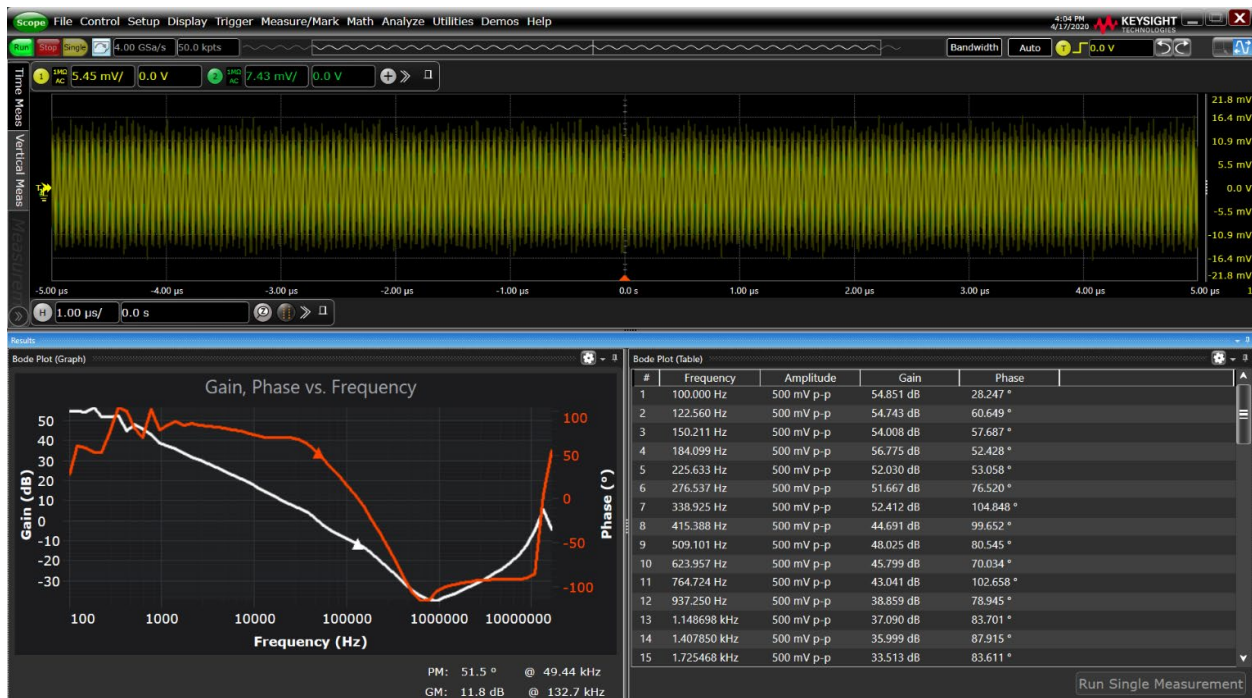 Scope File Control Setup Display Trigger Measure/Mark Math Analyze Utilities Demos Help
4:04 PM
4/17/2020
KEYSIGHT
TECHNOLOGIES
Run Stop Single 4.00 GSa/s 50.0 kpts Bandwidth Auto T 0.0 V
1 1MΩ AC 5.45 mV/ 0.0 V 2 1MΩ AC 7.43 mV/ 0.0 V
Time Meas
Vertical Meas
Measurements
21.8 mV
16.4 mV
10.9 mV
5.5 mV
0.0 V
-5.5 mV
-10.9 mV
-16.4 mV
-21.8 mV
-5.00 µs -4.00 µs -3.00 µs -2.00 µs -1.00 µs 0.0 s 1.00 µs 2.00 µs 3.00 µs 4.00 µs 5.00 µs 1
H 1.00 µs/ 0.0 s
Results
Bode Plot (Graph)
Gain, Phase vs. Frequency
Gain (dB)
50
40
30
20
10
0
-10
-20
-30
100
50
0
-50
-100
Phase (°)
100 1000 10000 100000 1000000 10000000
Frequency (Hz)
PM: 51.5 ° @ 49.44 kHz
GM: 11.8 dB @ 132.7 kHz
Bode Plot (Table)
# Frequency Amplitude Gain Phase
1 100.000 Hz 500 mV p-p 54.851 dB 28.247 °
2 122.560 Hz 500 mV p-p 54.743 dB 60.649 °
3 150.211 Hz 500 mV p-p 54.008 dB 57.687 °
4 184.099 Hz 500 mV p-p 56.775 dB 52.428 °
5 225.633 Hz 500 mV p-p 52.030 dB 53.058 °
6 276.537 Hz 500 mV p-p 51.667 dB 76.520 °
7 338.925 Hz 500 mV p-p 52.412 dB 104.848 °
8 415.388 Hz 500 mV p-p 44.691 dB 99.652 °
9 509.101 Hz 500 mV p-p 48.025 dB 80.545 °
10 623.957 Hz 500 mV p-p 45.799 dB 70.034 °
11 764.724 Hz 500 mV p-p 43.041 dB 102.658 °
12 937.250 Hz 500 mV p-p 38.859 dB 78.945 °
13 1.148698 kHz 500 mV p-p 37.090 dB 83.701 °
14 1.407850 kHz 500 mV p-p 35.999 dB 87.915 °
15 1.725468 kHz 500 mV p-p 33.513 dB 83.611 °
Run Single Measurement